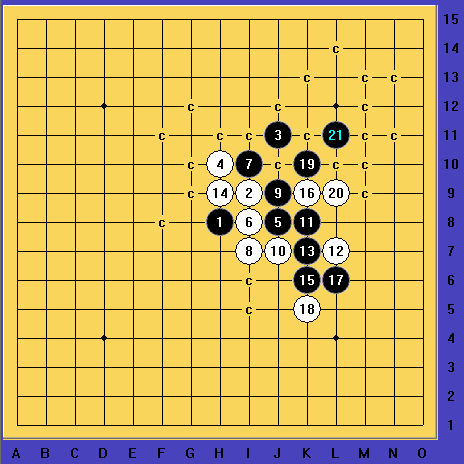 15
c 14
c c c 13
c c c 12
c c c 3 c 21 c c 11
c 4 7 c 19 c c 10
c 14 2 9 16 20 c 9
c 1 6 5 11 8
8 10 13 12 7
c 15 17 6
c 18 5
4
3
2
1
A B C D E F G H I J K L M N O